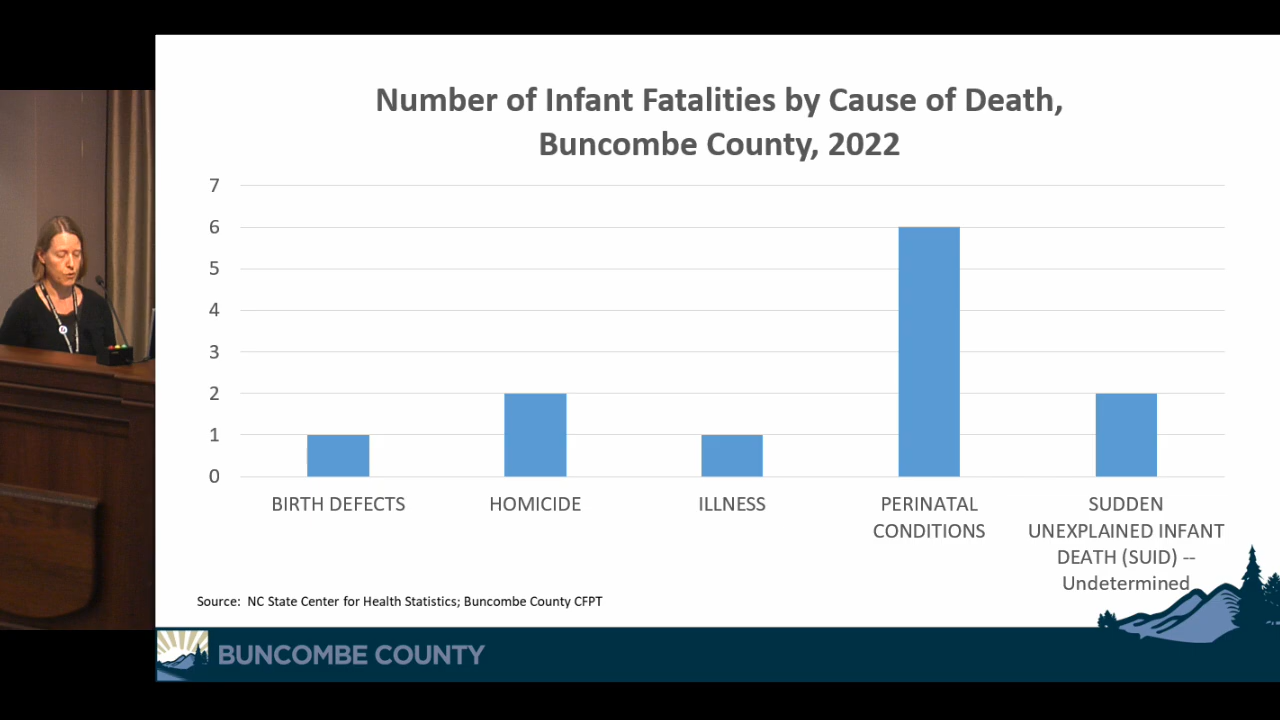 Number of Infant Fatalities by Cause of Death,
Buncombe County, 2022
7
6
5
4
3
2
1
0
BIRTH DEFECTS
HOMICIDE
ILLNESS
PERINATAL
CONDITIONS
SUDDEN
UNEXPLAINED INFANT
DEATH (SUID) --
Undetermined
Source:  NC State Center for Health Statistics; Buncombe County CFPT
BUNCOMBE COUNTY